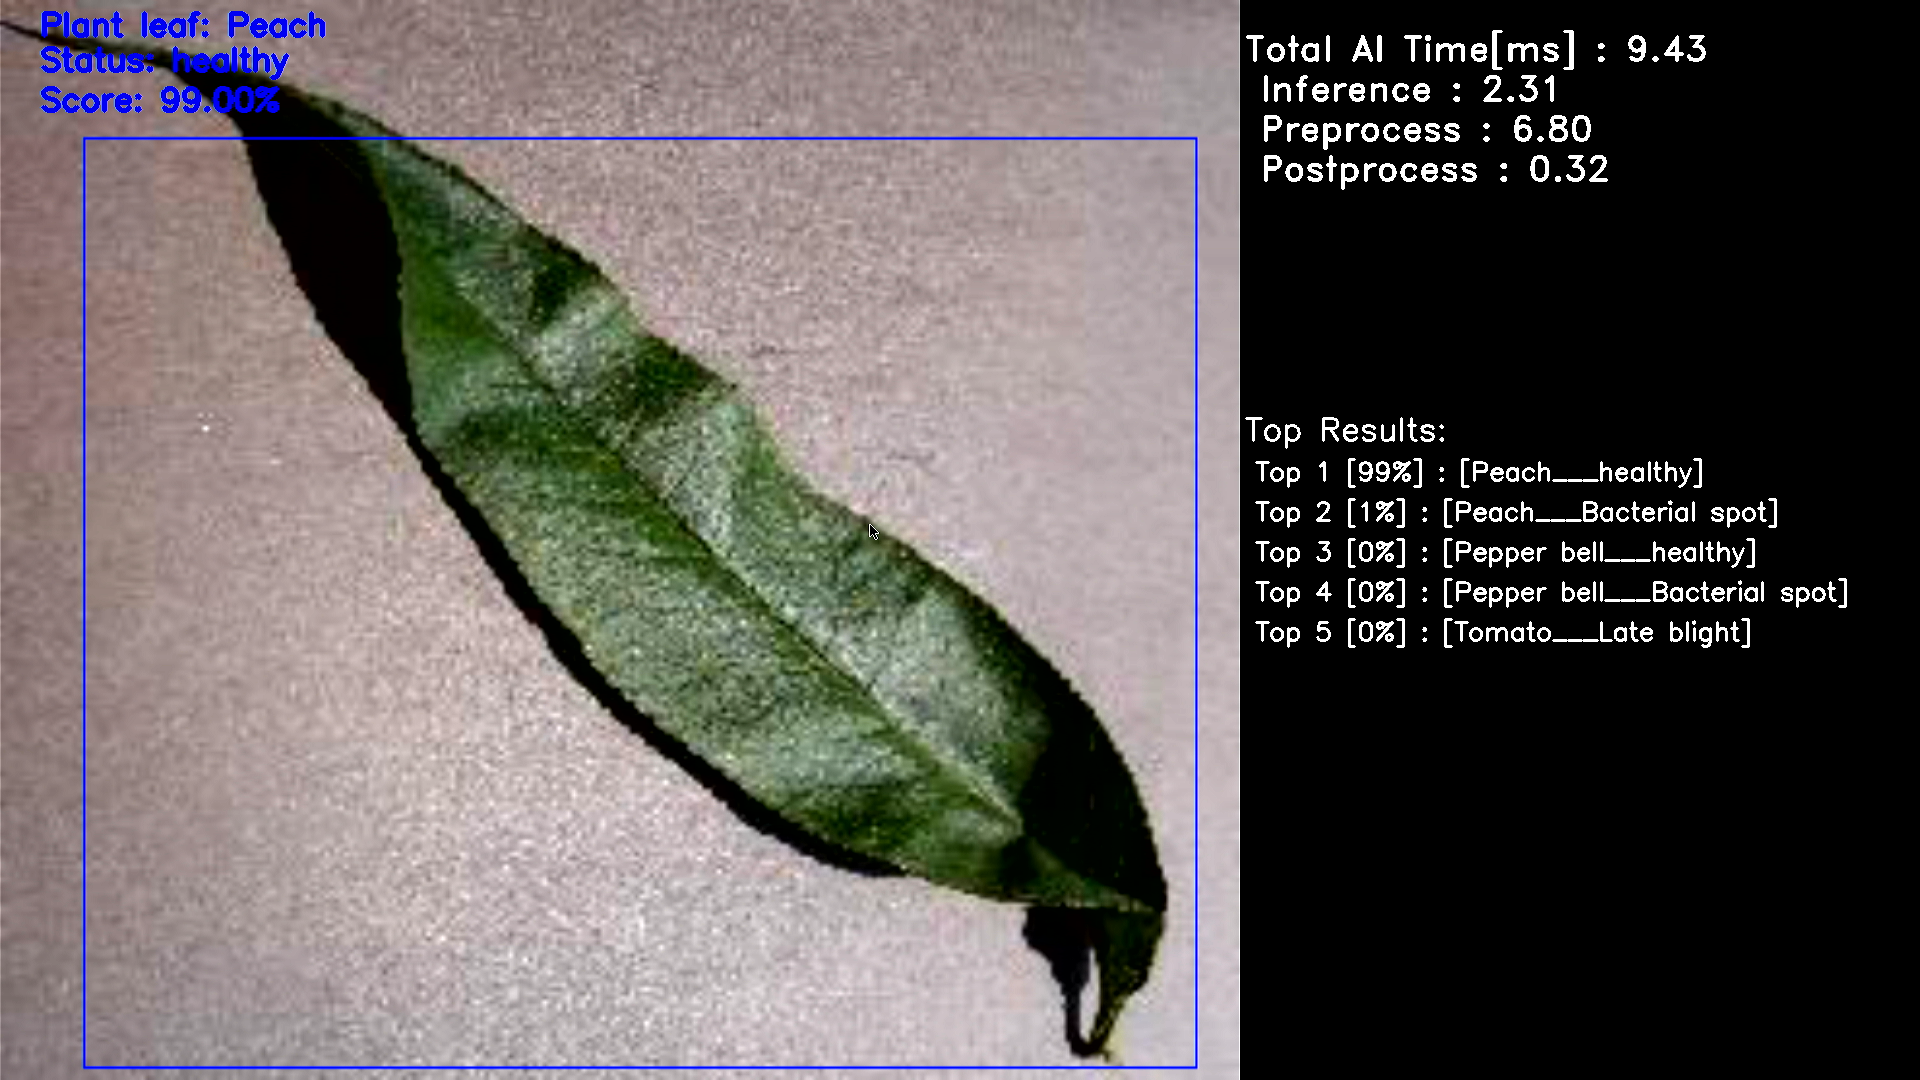 Plant leaf: Peach
Status: healthy
Score: 99.00%
Total AI Time[ms] : 9.43
Inference : 2.31
Preprocess : 6.80
Postprocess : 0.32
Top Results:
Top 1 [99%] : [Peach___healthy]
Top 2 [1%] : [Peach___Bacterial spot]
Top 3 [0%] : [Pepper bell___healthy]
Top 4 [0%] : [Pepper bell___Bacterial spot]
Top 5 [0%] : [Tomato___Late blight]